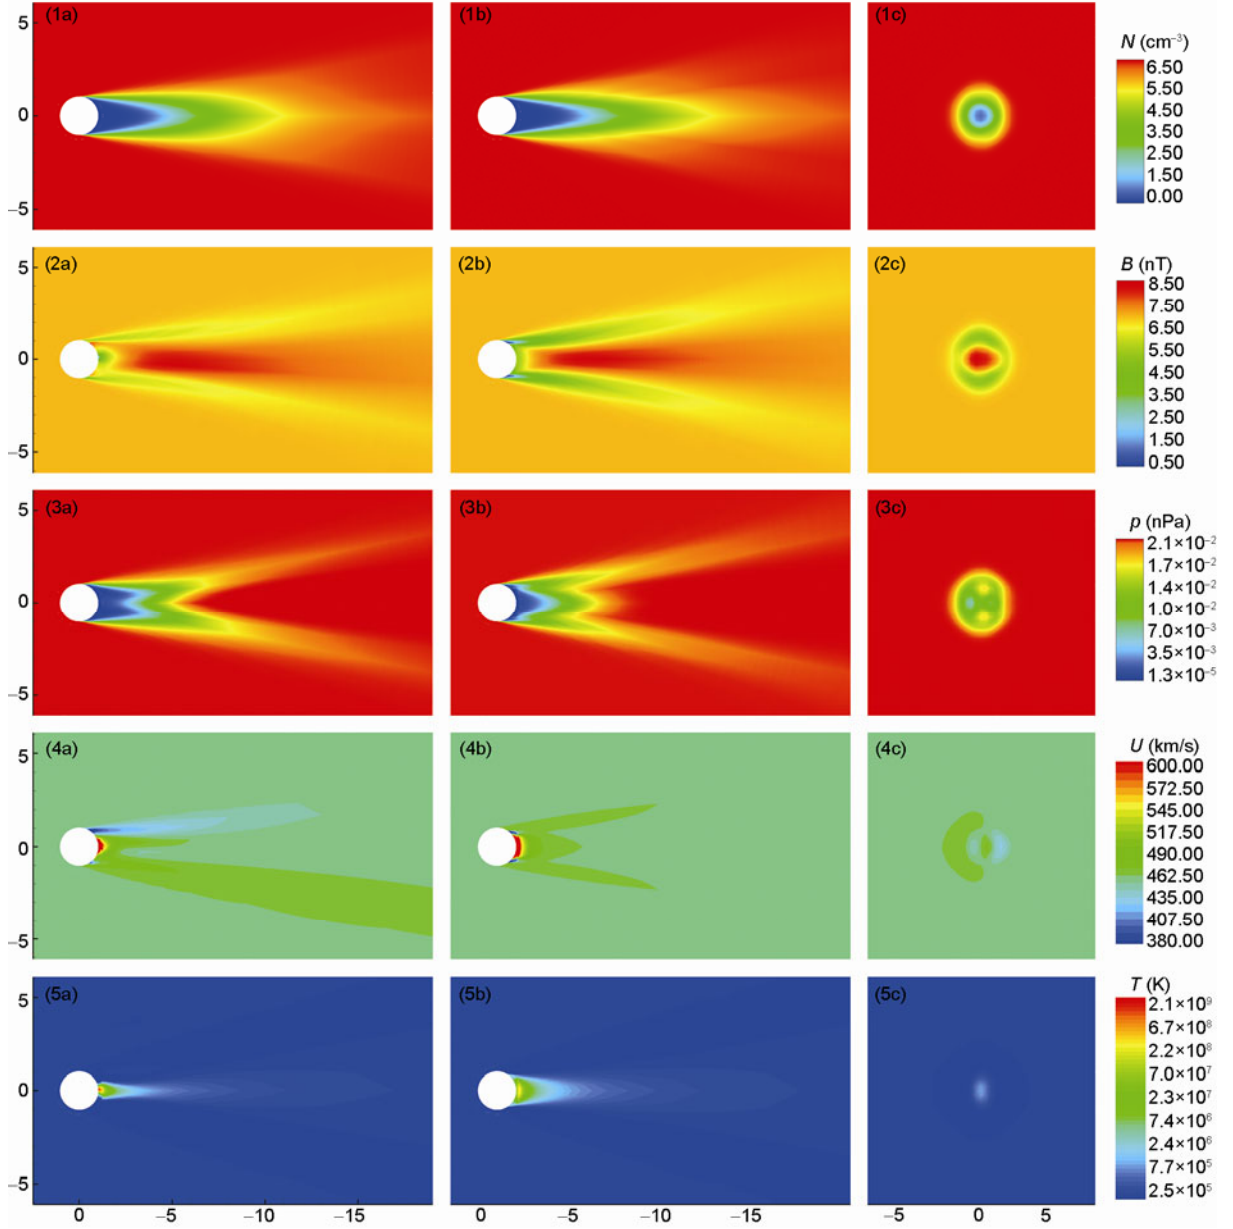 (1a)
(1b)
(1c)
5
0
–5
N (cm⁻³)
6.50
5.50
4.50
3.50
2.50
1.50
0.00
(2a)
(2b)
(2c)
5
0
–5
B (nT)
8.50
7.50
6.50
5.50
4.50
3.50
2.50
1.50
0.50
(3a)
(3b)
(3c)
5
0
–5
p (nPa)
2.1×10⁻²
1.7×10⁻²
1.4×10⁻²
1.0×10⁻²
7.0×10⁻³
3.5×10⁻³
1.3×10⁻⁵
(4a)
(4b)
(4c)
5
0
–5
U (km/s)
600.00
572.50
545.00
517.50
490.00
462.50
435.00
407.50
380.00
(5a)
(5b)
(5c)
5
0
–5
T (K)
2.1×10⁹
6.7×10⁸
2.2×10⁸
7.0×10⁷
2.3×10⁷
7.4×10⁶
2.4×10⁶
7.7×10⁵
2.5×10⁵
0 –5 –10 –15
0 –5 –10 –15
–5 0 5